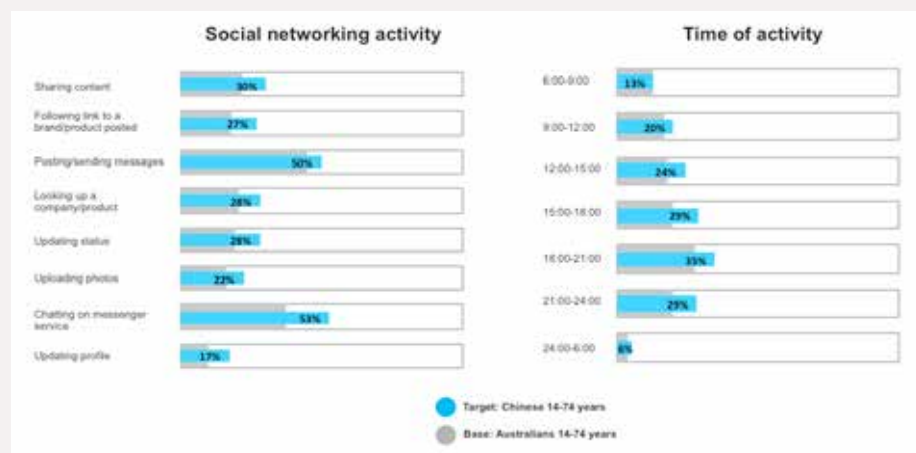 Social networking activity
Sharing content
30%
Following link to a
brand/product posted
27%
Posting/sending messages
50%
Looking up a
company/product
28%
Updating status
28%
Uploading photos
22%
Chatting on messenger
service
53%
Updating profile
17%
Time of activity
6:00-9:00
13%
9:00-12:00
20%
12:00-15:00
24%
15:00-18:00
29%
18:00-21:00
35%
21:00-24:00
29%
24:00-6:00
6%
Target: Chinese 14-74 years
Base: Australians 14-74 years